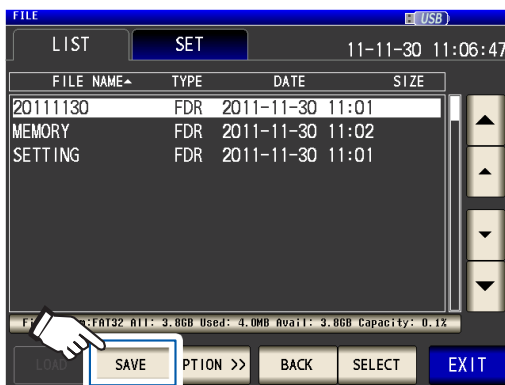 FILE USB
LIST SET 11-11-30 11:06:47
FILE NAME TYPE DATE SIZE
20111130 FDR 2011-11-30 11:01
MEMORY FDR 2011-11-30 11:02
SETTING FDR 2011-11-30 11:01
:FAT32 All: 3.8GB Used: 4.0MB Avail: 3.8GB Capacity: 0.1%
LOAD SAVE PTION >> BACK SELECT EXIT